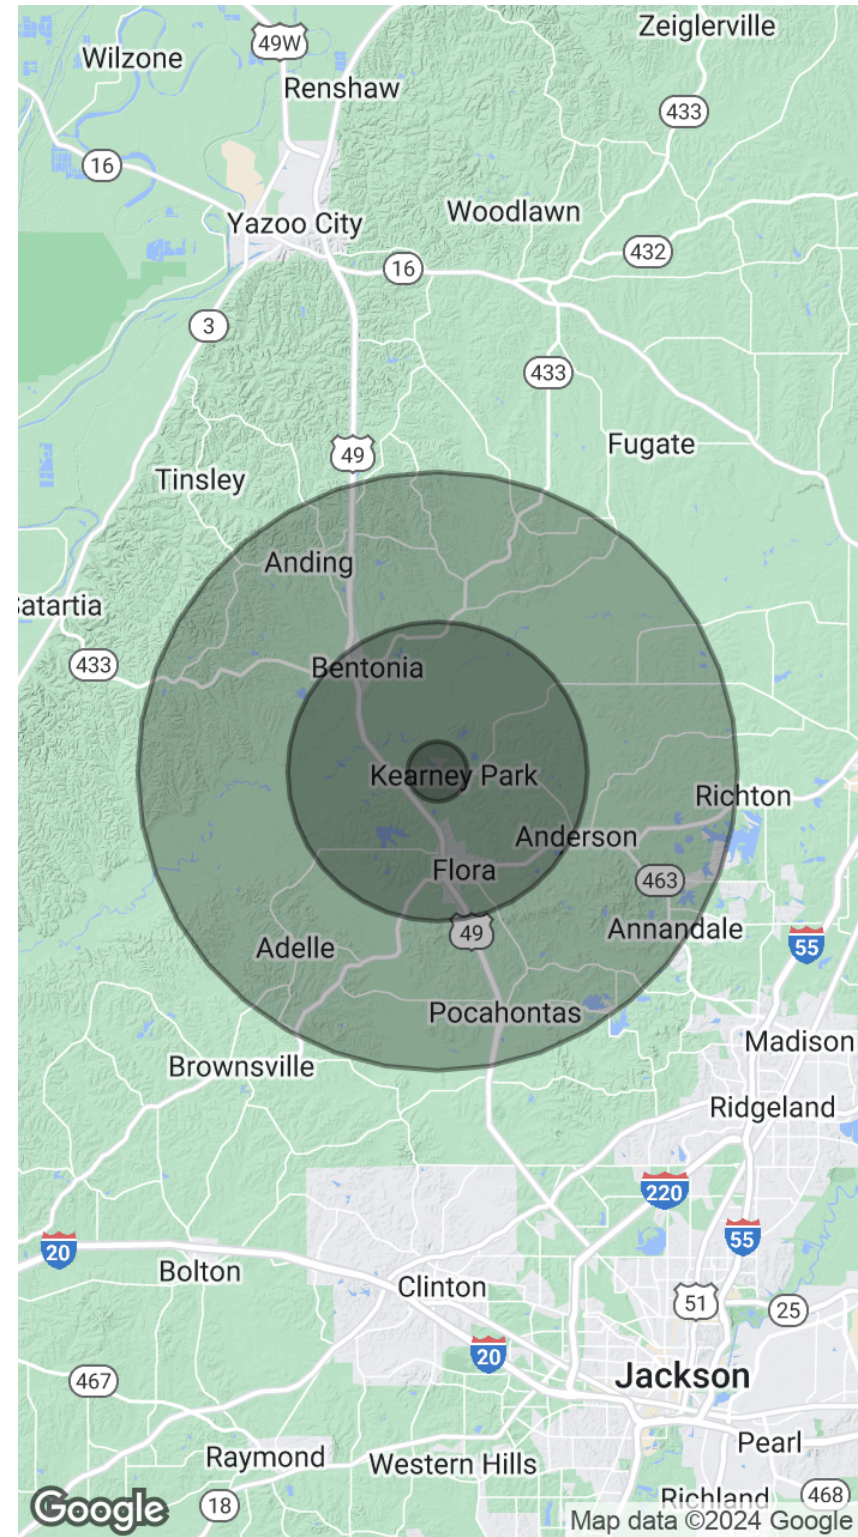 Zeiglerville
49W
Wilzone
Renshaw
433
16
Woodlawn
Yazoo City
432
16
3
433
Fugate
49
Tinsley
Anding
Satartia
433
Bentonia
Kearney Park
Richton
Anderson
Flora
463
Annandale
49
55
Adelle
Pocahontas
Madison
Brownsville
Ridgeland
220
55
20
Bolton
Clinton
51
25
20
Jackson
467
Pearl
Raymond
Western Hills
Richland
468
Google
18
Map data ©2024 Google